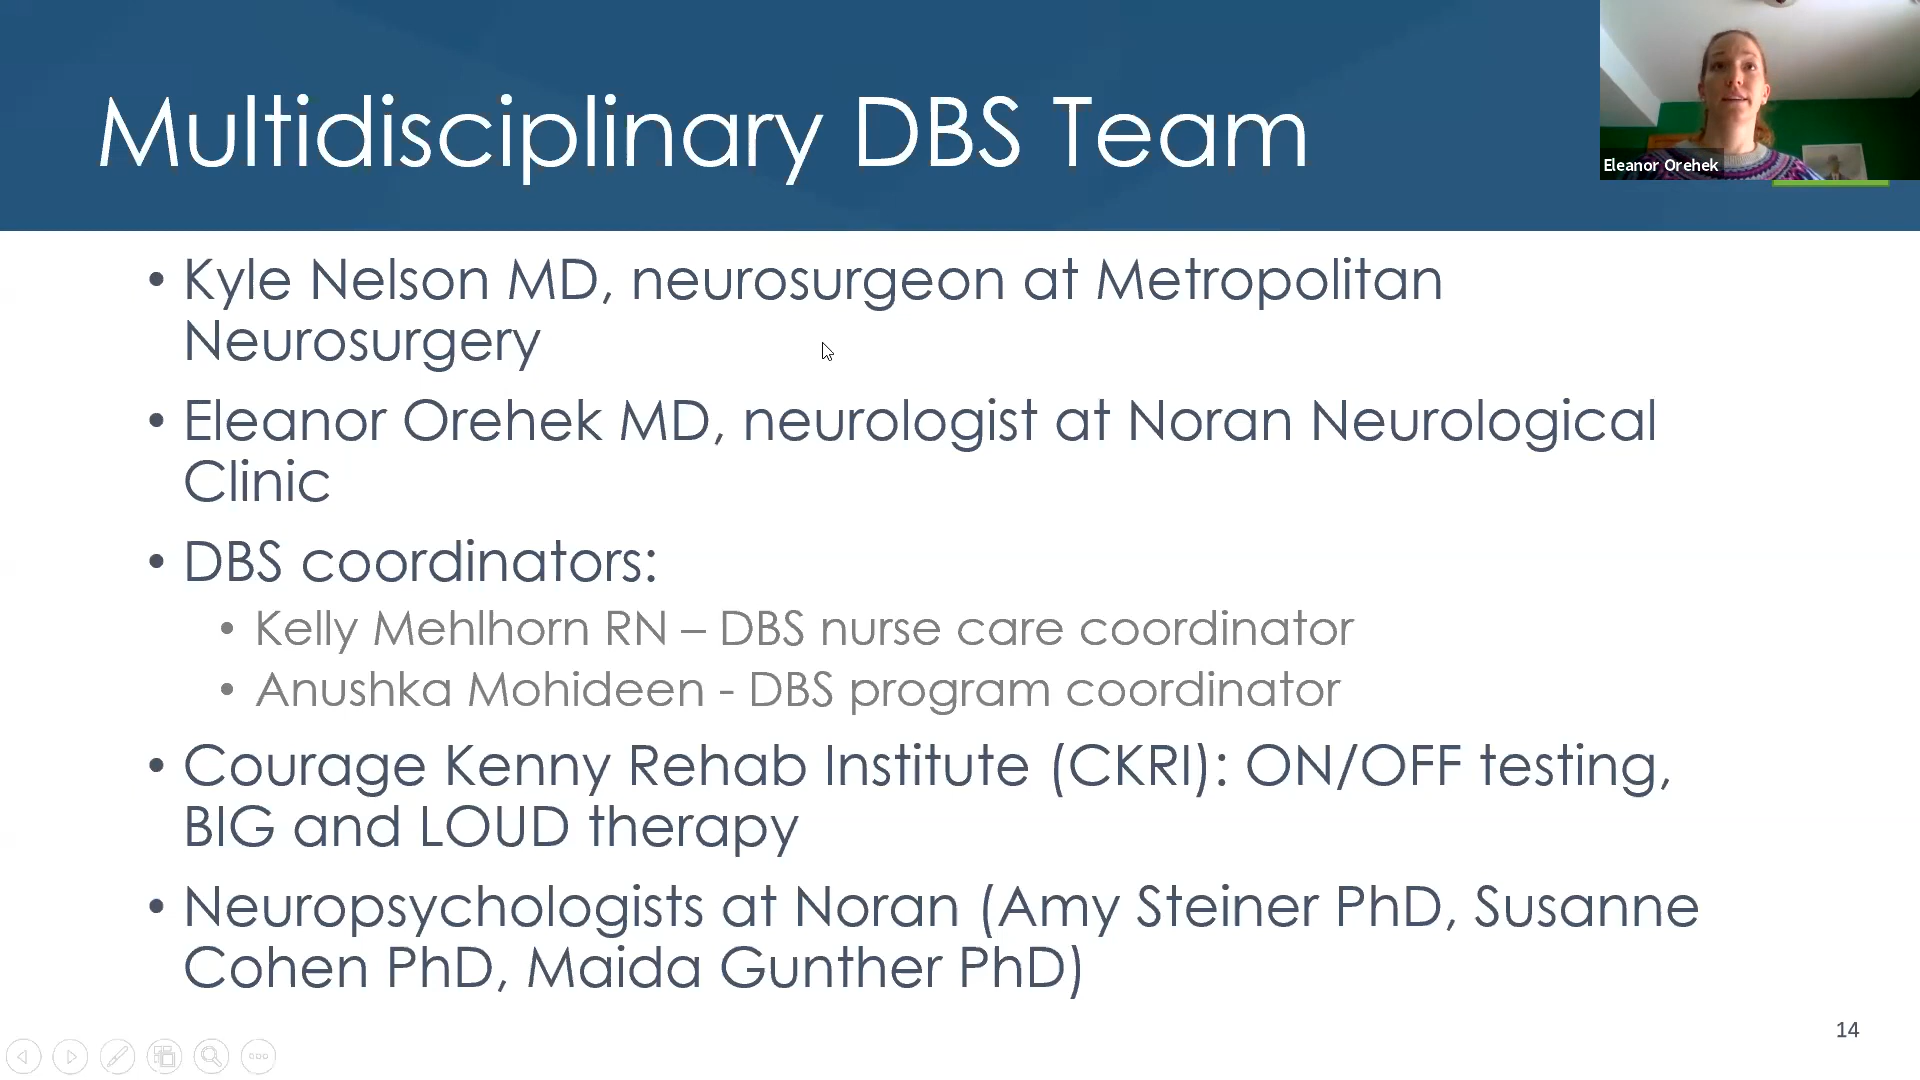 Multidisciplinary DBS Team
Eleanor Orehek
• Kyle Nelson MD, neurosurgeon at Metropolitan
Neurosurgery
• Eleanor Orehek MD, neurologist at Noran Neurological
Clinic
• DBS coordinators:
• Kelly Mehlhorn RN – DBS nurse care coordinator
• Anushka Mohideen - DBS program coordinator
• Courage Kenny Rehab Institute (CKRI): ON/OFF testing,
BIG and LOUD therapy
• Neuropsychologists at Noran (Amy Steiner PhD, Susanne
Cohen PhD, Maida Gunther PhD)
14